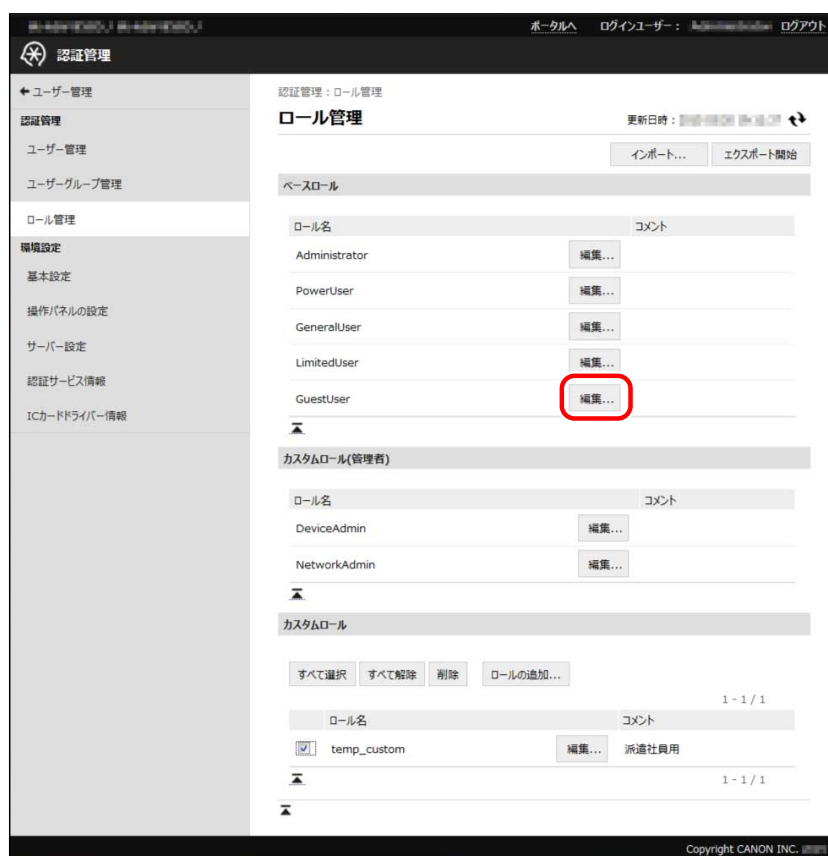 ポータルへ ログインユーザー： ログアウト
認証管理
ユーザー管理
認証管理
ユーザー管理
ユーザーグループ管理
ロール管理
環境設定
基本設定
操作パネルの設定
サーバー設定
認証サービス情報
ICカードドライバー情報
認証管理：ロール管理
ロール管理
更新日時：
インポート... エクスポート開始
ベースロール
ロール名 コメント
Administrator 編集...
PowerUser 編集...
GeneralUser 編集...
LimitedUser 編集...
GuestUser 編集...
カスタムロール(管理者)
ロール名 コメント
DeviceAdmin 編集...
NetworkAdmin 編集...
カスタムロール
すべて選択 すべて解除 削除 ロールの追加...
1 - 1 / 1
ロール名 コメント
temp_custom 編集... 派遣社員用
1 - 1 / 1
Copyright CANON INC.